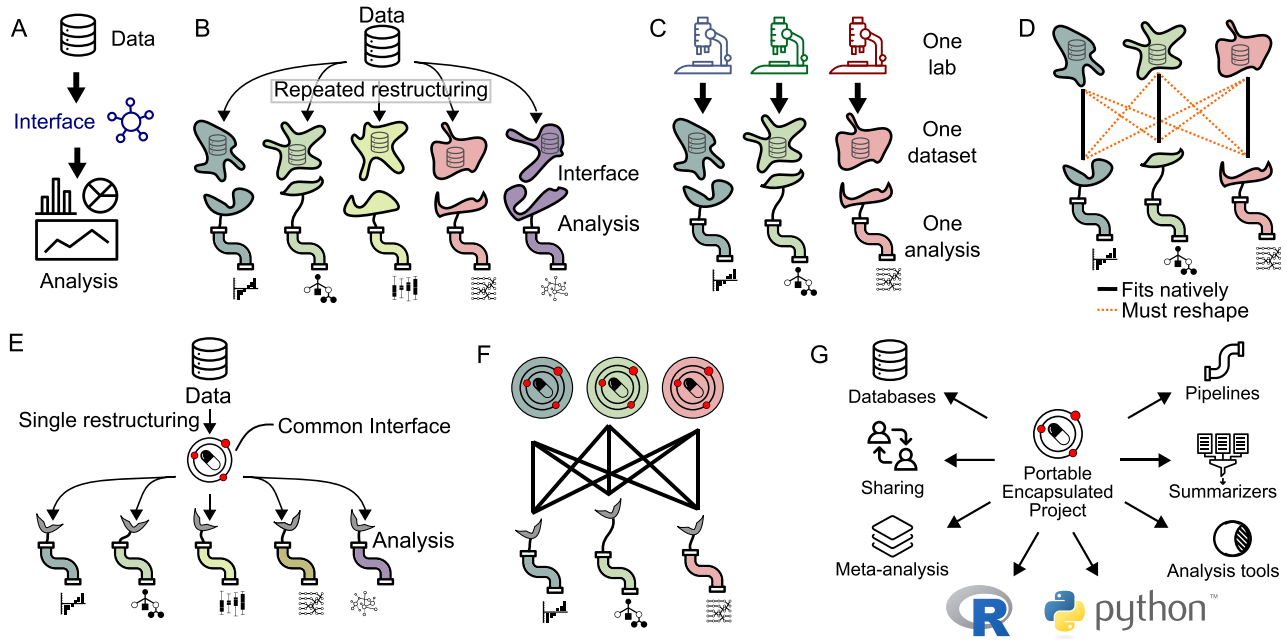 A
Data
Interface
Analysis
B
Data
Repeated restructuring
Interface
Analysis
C
One
lab
One
dataset
One
analysis
D
Fits natively
Must reshape
E
Data
Single restructuring
Common Interface
Analysis
F
G
Databases
Sharing
Meta-analysis
Portable
Encapsulated
Project
Pipelines
Summarizers
Analysis tools
R
python™